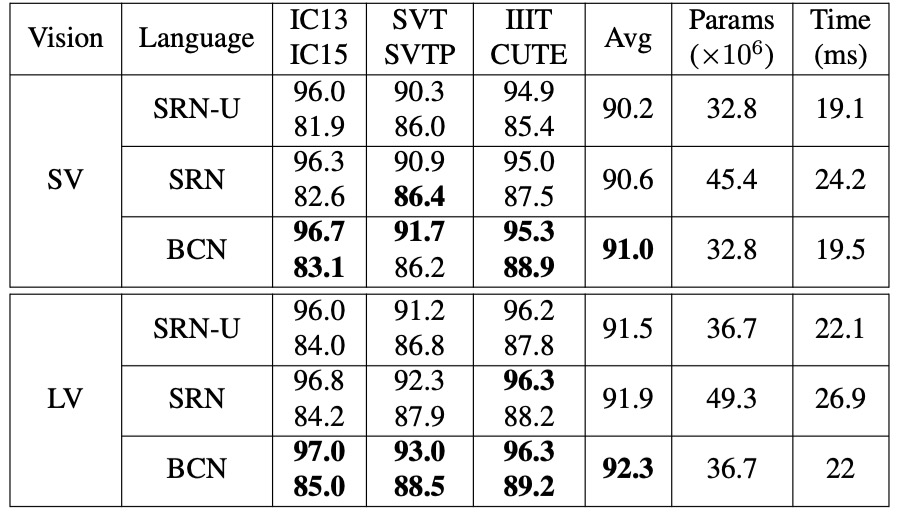 Vision Language IC13 SVT IIIT Avg Params Time
IC15 SVTP CUTE (×10⁶) (ms)
SV SRN-U 96.0 90.3 94.9 90.2 32.8 19.1
81.9 86.0 85.4
SRN 96.3 90.9 95.0 90.6 45.4 24.2
82.6 86.4 87.5
BCN 96.7 91.7 95.3 91.0 32.8 19.5
83.1 86.2 88.9
LV SRN-U 96.0 91.2 96.2 91.5 36.7 22.1
84.0 86.8 87.8
SRN 96.8 92.3 96.3 91.9 49.3 26.9
84.2 87.9 88.2
BCN 97.0 93.0 96.3 92.3 36.7 22
85.0 88.5 89.2